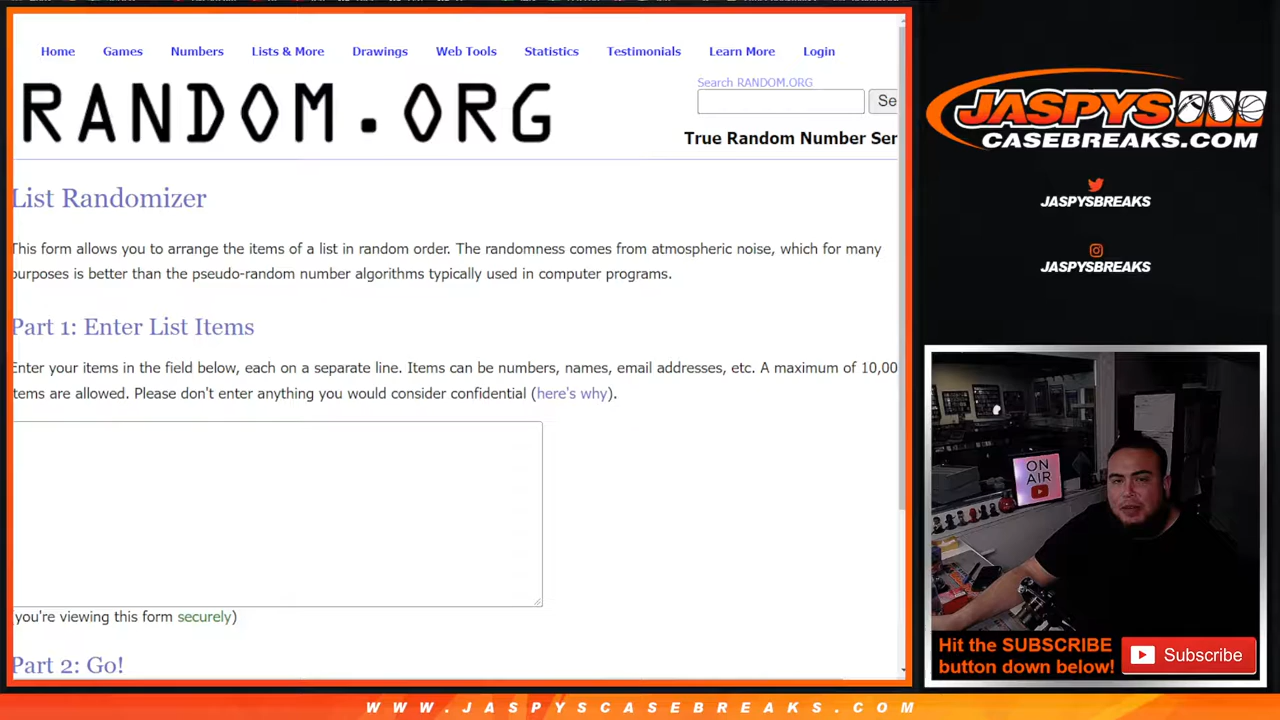 Home Games Numbers Lists & More Drawings Web Tools Statistics Testimonials Learn More Login
RANDOM.ORG
Search RANDOM.ORG
Se
True Random Number Ser
List Randomizer
This form allows you to arrange the items of a list in random order. The randomness comes from atmospheric noise, which for many
purposes is better than the pseudo-random number algorithms typically used in computer programs.
Part 1: Enter List Items
Enter your items in the field below, each on a separate line. Items can be numbers, names, email addresses, etc. A maximum of 10,00
items are allowed. Please don't enter anything you would consider confidential (here's why).
(you're viewing this form securely)
Part 2: Go!
JASPYS
CASEBREAKS.COM
JASPYSBREAKS
JASPYSBREAKS
ON
AIR
Hit the SUBSCRIBE
button down below!
Subscribe
WWW.JASPYSCASEBREAKS.COM